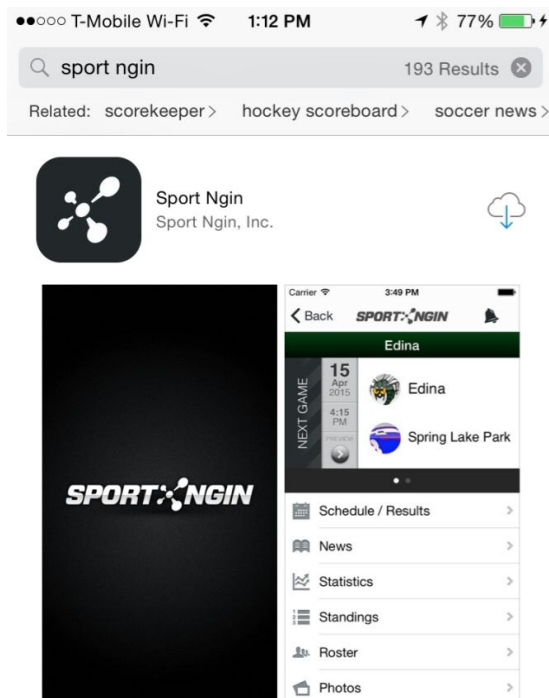 T-Mobile Wi-Fi 1:12 PM 77%
sport ngin 193 Results
Related: scorekeeper> hockey scoreboard> soccer news>
Sport Ngin
Sport Ngin, Inc.
SPORT NGIN
Carrier 3:49 PM
Back SPORT NGIN
Edina
NEXT GAME
15
Apr
2015
4:15
PM
PREVIEW
Edina
Spring Lake Park
Schedule / Results
News
Statistics
Standings
Roster
Photos